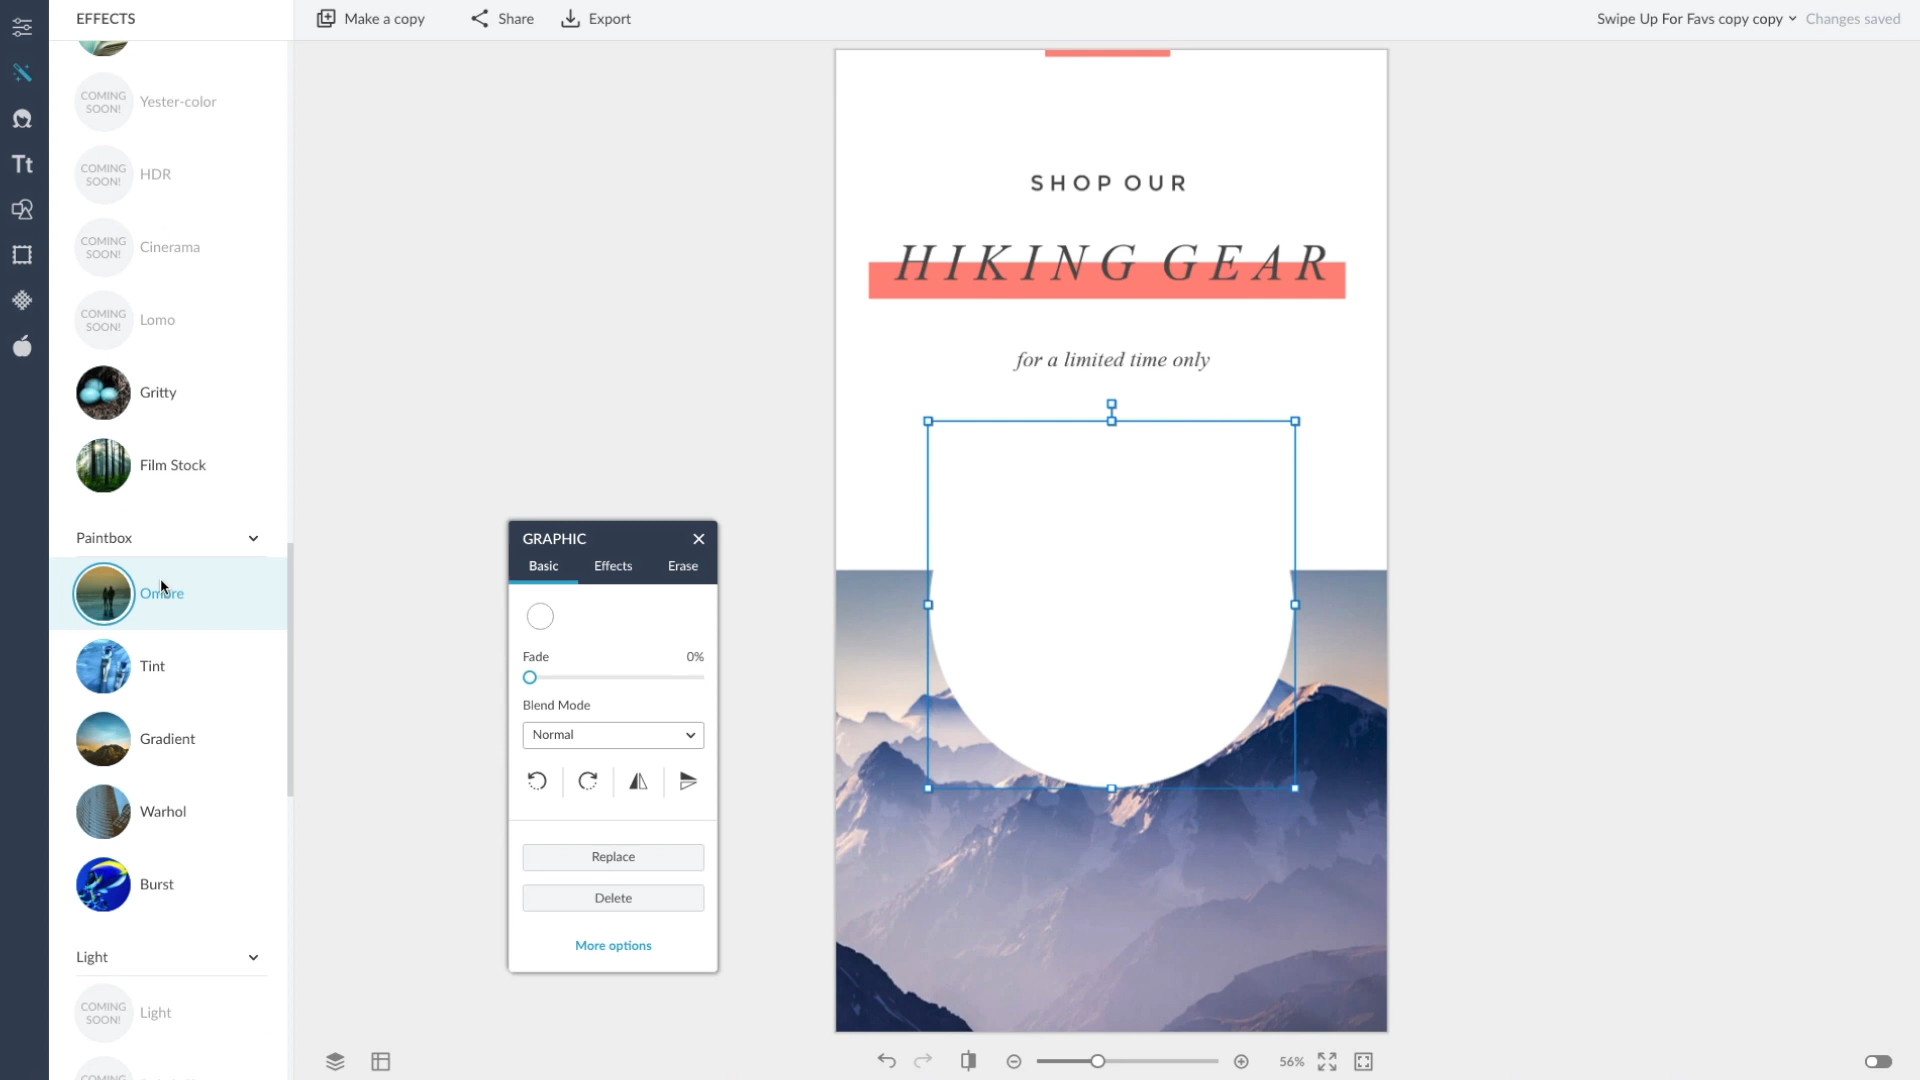 EFFECTS
Make a copy
Share
Export
Swipe Up For Favs copy copy
Changes saved
COMING SOON!
Yester-color
COMING SOON!
HDR
COMING SOON!
Cinerama
COMING SOON!
Lomo
Gritty
Film Stock
Paintbox
Ombre
Tint
Gradient
Warhol
Burst
Light
COMING SOON!
Light
COMING
Tt
GRAPHIC
Basic
Effects
Erase
Fade
0%
Blend Mode
Normal
Replace
Delete
More options
SHOP OUR
HIKING GEAR
for a limited time only
56%